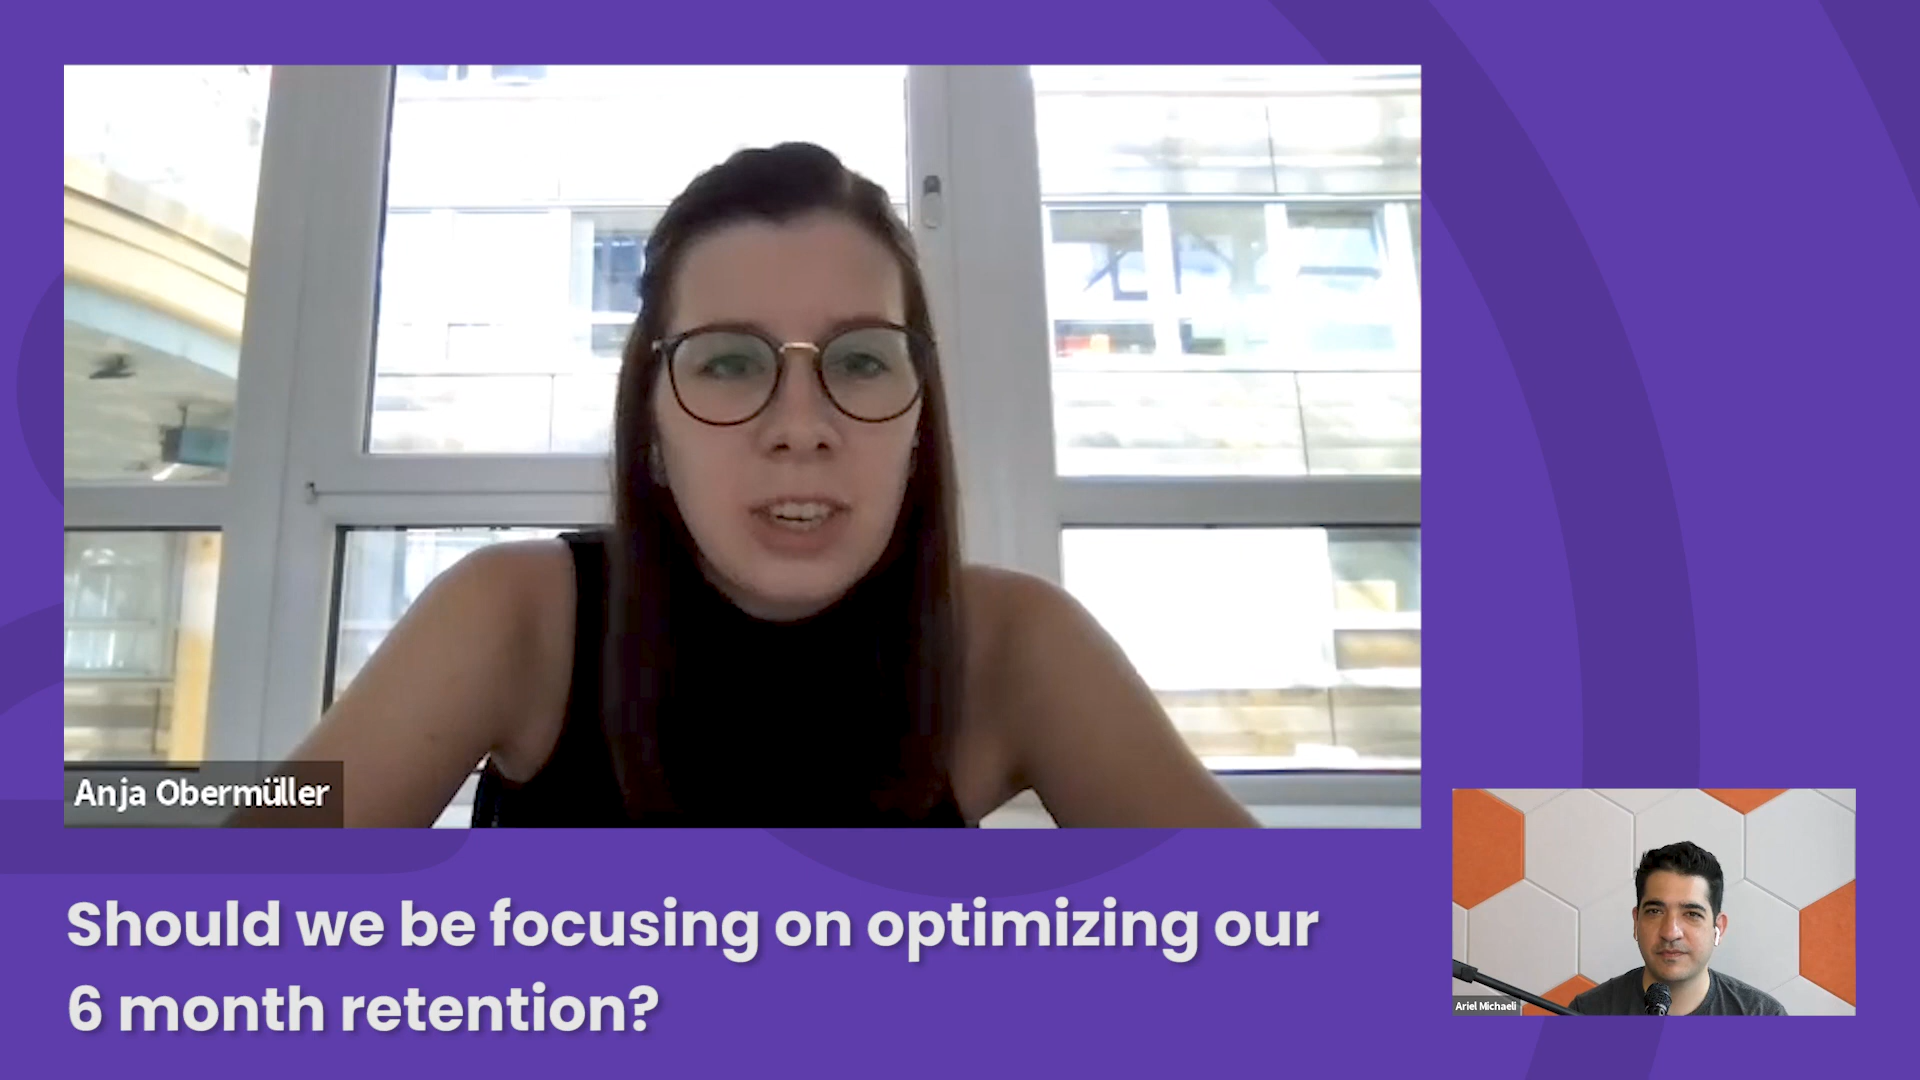 Anja Obermüller
Should we be focusing on optimizing our
6 month retention?
Ariel Michaeli